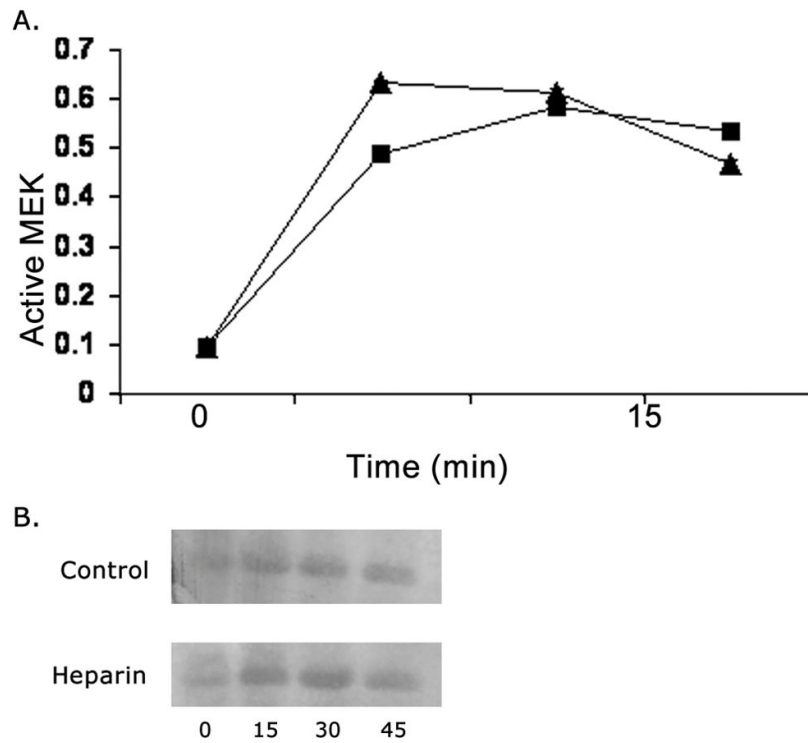 A.
0.7
0.6
0.5
0.4
0.3
0.2
0.1
0
Active MEK
0 15
Time (min)
B.
Control
Heparin
0 15 30 45